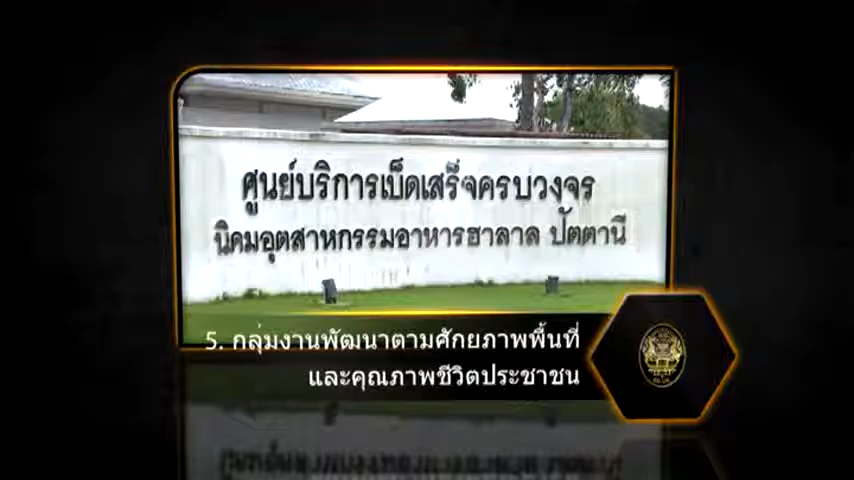 ศูนย์บริการเบ็ดเสร็จครบวงจร
นิคมอุตสาหกรรมอาหารฮาลาล ปัตตานี
5. กลุ่มงานพัฒนาตามศักยภาพพื้นที่
และคุณภาพชีวิตประชาชน